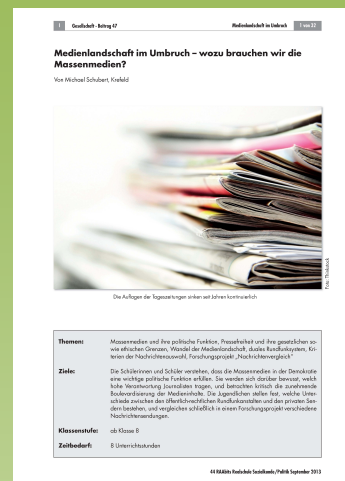 I Gesellschaft · Beitrag 47 Medienlandschaft im Umbruch 1 von 32
Medienlandschaft im Umbruch – wozu brauchen wir die
Massenmedien?
Von Michael Schubert, Krefeld
Foto: Thinkstock
Die Auflagen der Tageszeitungen sinken seit Jahren kontinuierlich
Themen: Massenmedien und ihre politische Funktion, Pressefreiheit und ihre gesetzlichen so-
wie ethischen Grenzen, Wandel der Medienlandschaft, duales Rundfunksystem, Kri-
terien der Nachrichtenauswahl, Forschungsprojekt „Nachrichtenvergleich“
Ziele: Die Schülerinnen und Schüler verstehen, dass die Massenmedien in der Demokratie
eine wichtige politische Funktion erfüllen. Sie werden sich darüber bewusst, welch
hohe Verantwortung Journalisten tragen, und betrachten kritisch die zunehmende
Boulevardisierung der Medieninhalte. Die Jugendlichen stellen fest, welche Unter-
schiede zwischen den öffentlich-rechtlichen Rundfunkanstalten und den privaten Sen-
dern bestehen, und vergleichen schließlich in einem Forschungsprojekt verschiedene
Nachrichtensendungen.
Klassenstufe: ab Klasse 8
Zeitbedarf: 8 Unterrichtsstunden
44 RAAbits Realschule Sozialkunde/Politik September 2013